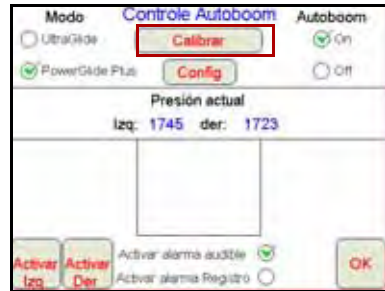 Modo Controle Autoboom Autoboom
UltraGlide Calibrar On
PowerGlide Plus Config Off
Presión actual
Izq: 1745 der: 1723
Activar alarma audible
Activar alarma Registro
Activar Izq
Activar Der
OK